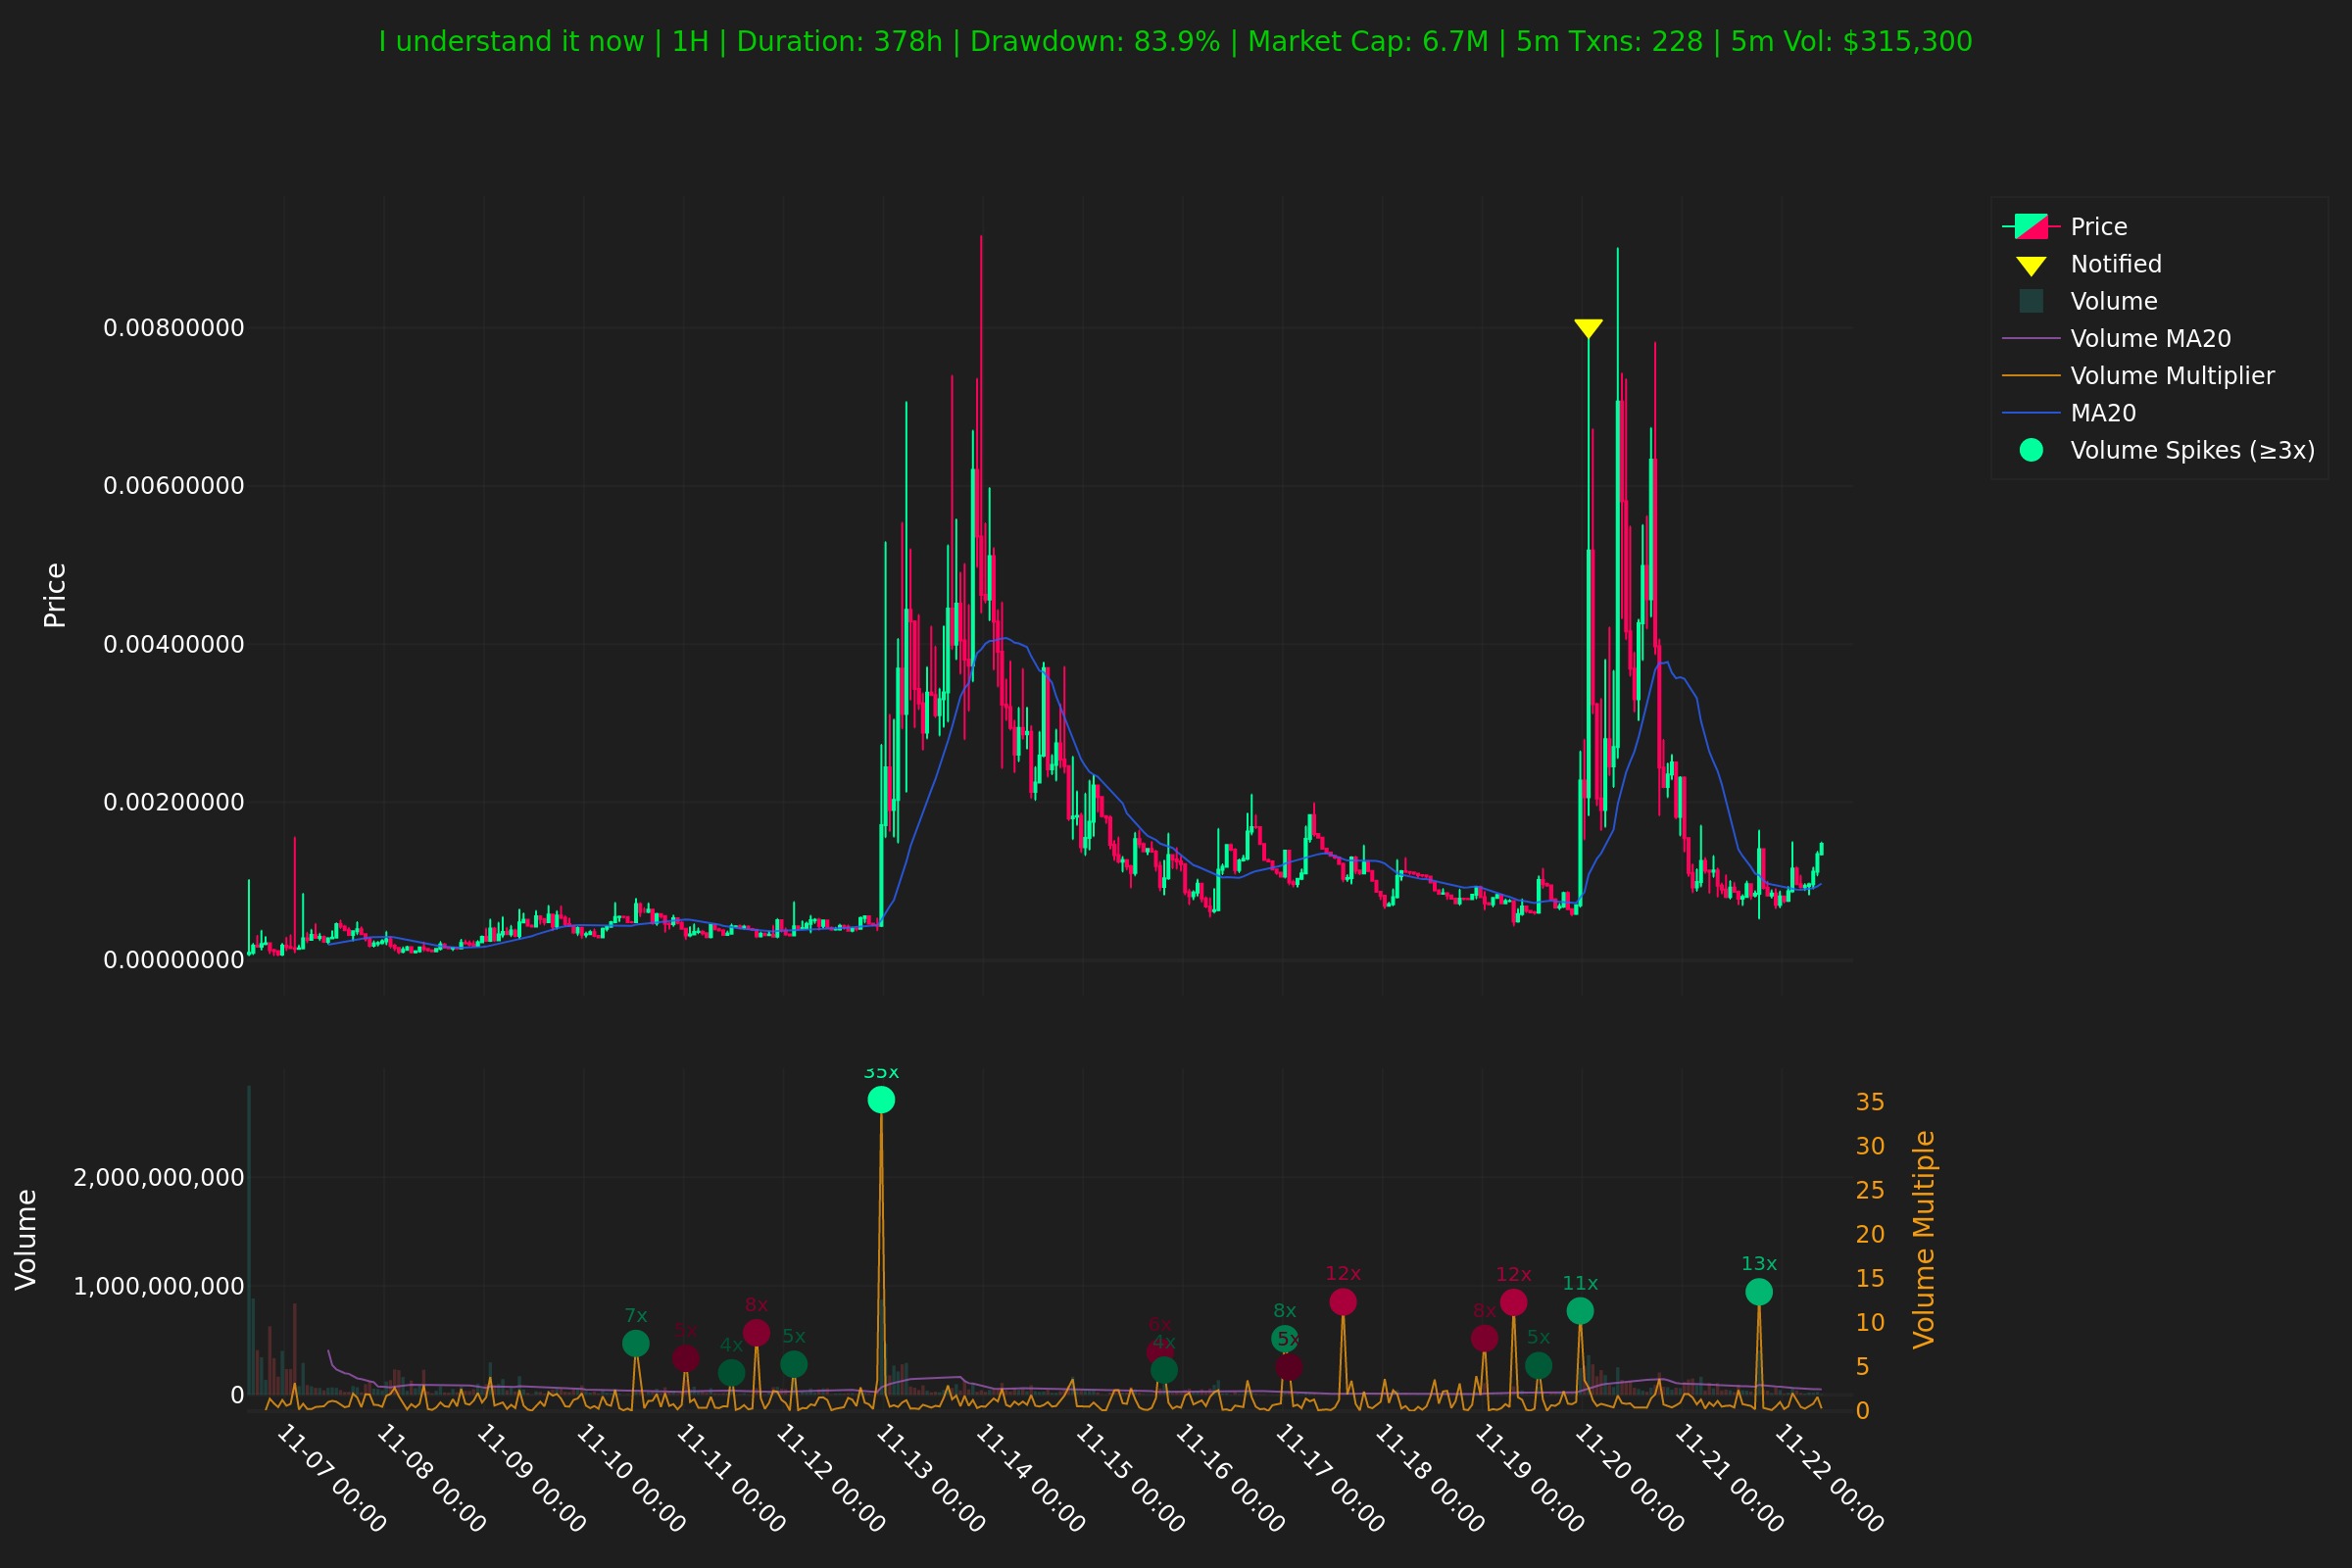 I understand it now | 1H | Duration: 378h | Drawdown: 83.9% | Market Cap: 6.7M | 5m Txns: 228 | 5m Vol: $315,300
Price
Notified
Volume
Volume MA20
Volume Multiplier
MA20
Volume Spikes (≥3x)
Price
0.00800000
0.00600000
0.00400000
0.00200000
0.00000000
Volume
2,000,000,000
1,000,000,000
0
35x
7x
8x
4x
5x
6x
4x
8x
5x
12x
8x
12x
5x
11x
13x
35
30
25
20
15
10
5
0
Volume Multiple
11-07 00:00
11-08 00:00
11-09 00:00
11-10 00:00
11-11 00:00
11-12 00:00
11-13 00:00
11-14 00:00
11-15 00:00
11-16 00:00
11-17 00:00
11-18 00:00
11-19 00:00
11-20 00:00
11-21 00:00
11-22 00:00